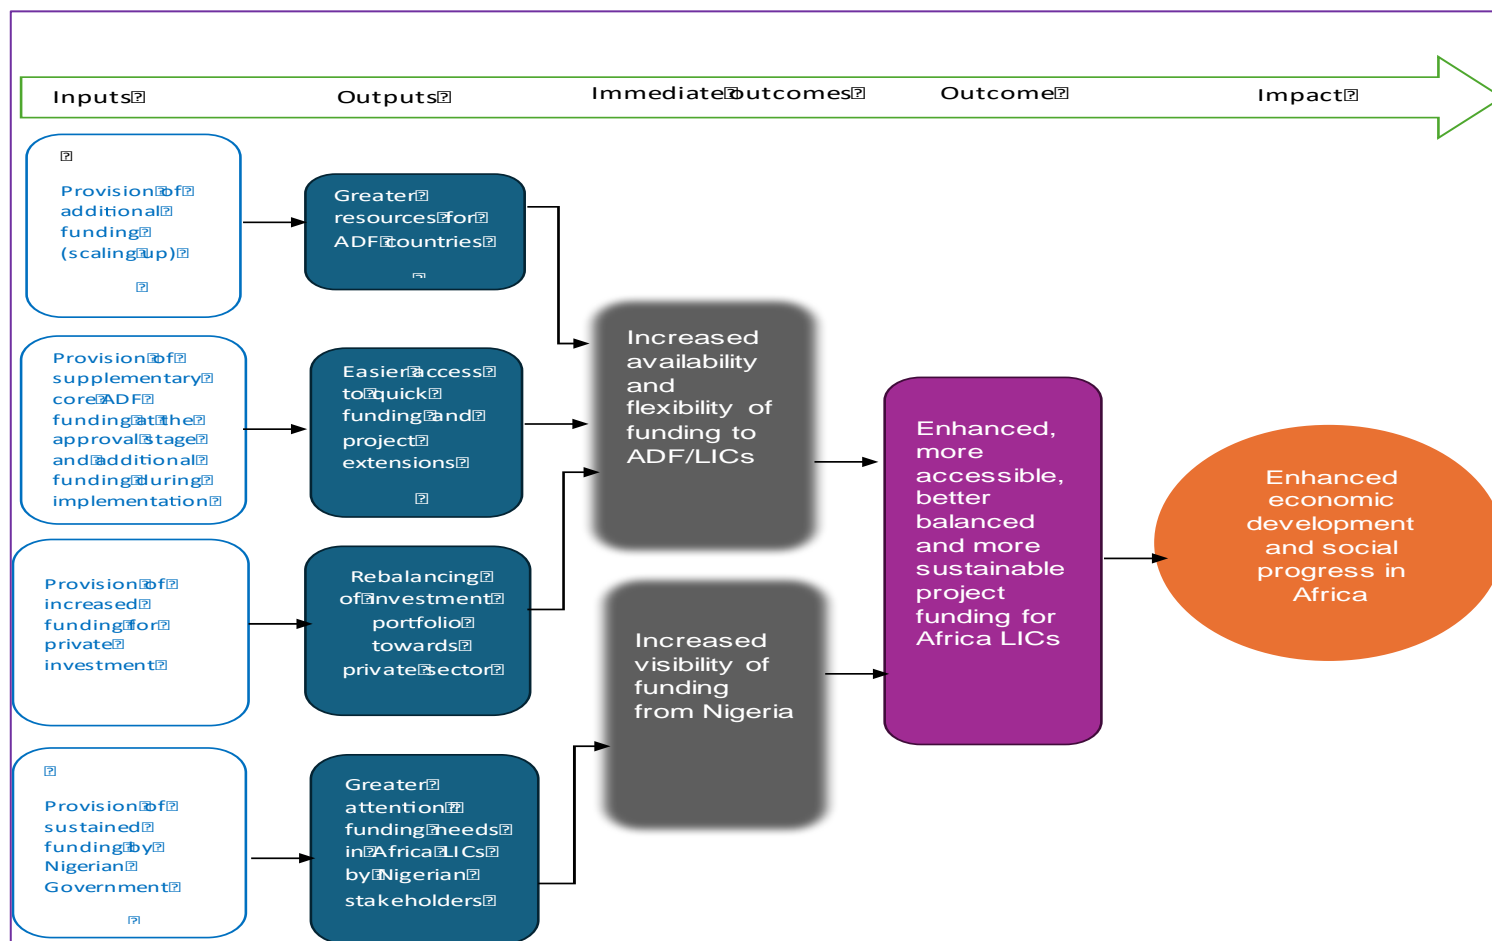 Inputs
Outputs
Immediate outcomes
Outcome
Impact
Provision of
additional
funding
(scaling up)
Greater
resources for
ADF countries
Provision of
supplementary
core ADF
funding at the
approval stage
and additional
funding during
implementation
Easier access
to quick
funding and
project
extensions
Increased
availability
and
flexibility of
funding to
ADF/LICs
Enhanced,
more
accessible,
better
balanced
and more
sustainable
project
funding for
Africa LICs
Enhanced
economic
development
and social
progress in
Africa
Provision of
increased
funding for
private
investment
Rebalancing
of investment
portfolio
towards
private sector
Increased
visibility of
funding
from Nigeria
Provision of
sustained
funding by
Nigerian
Government
Greater
attention
funding needs
in Africa LICs
by Nigerian
stakeholders